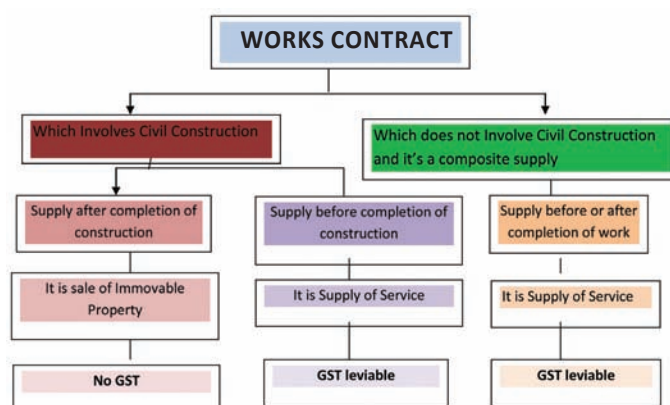 WORKS CONTRACT
Which Involves Civil Construction
Which does not Involve Civil Construction
and it's a composite supply
Supply after completion of
construction
Supply before completion of
construction
Supply before or after
completion of work
It is sale of Immovable
Property
It is Supply of Service
It is Supply of Service
No GST
GST leviable
GST leviable